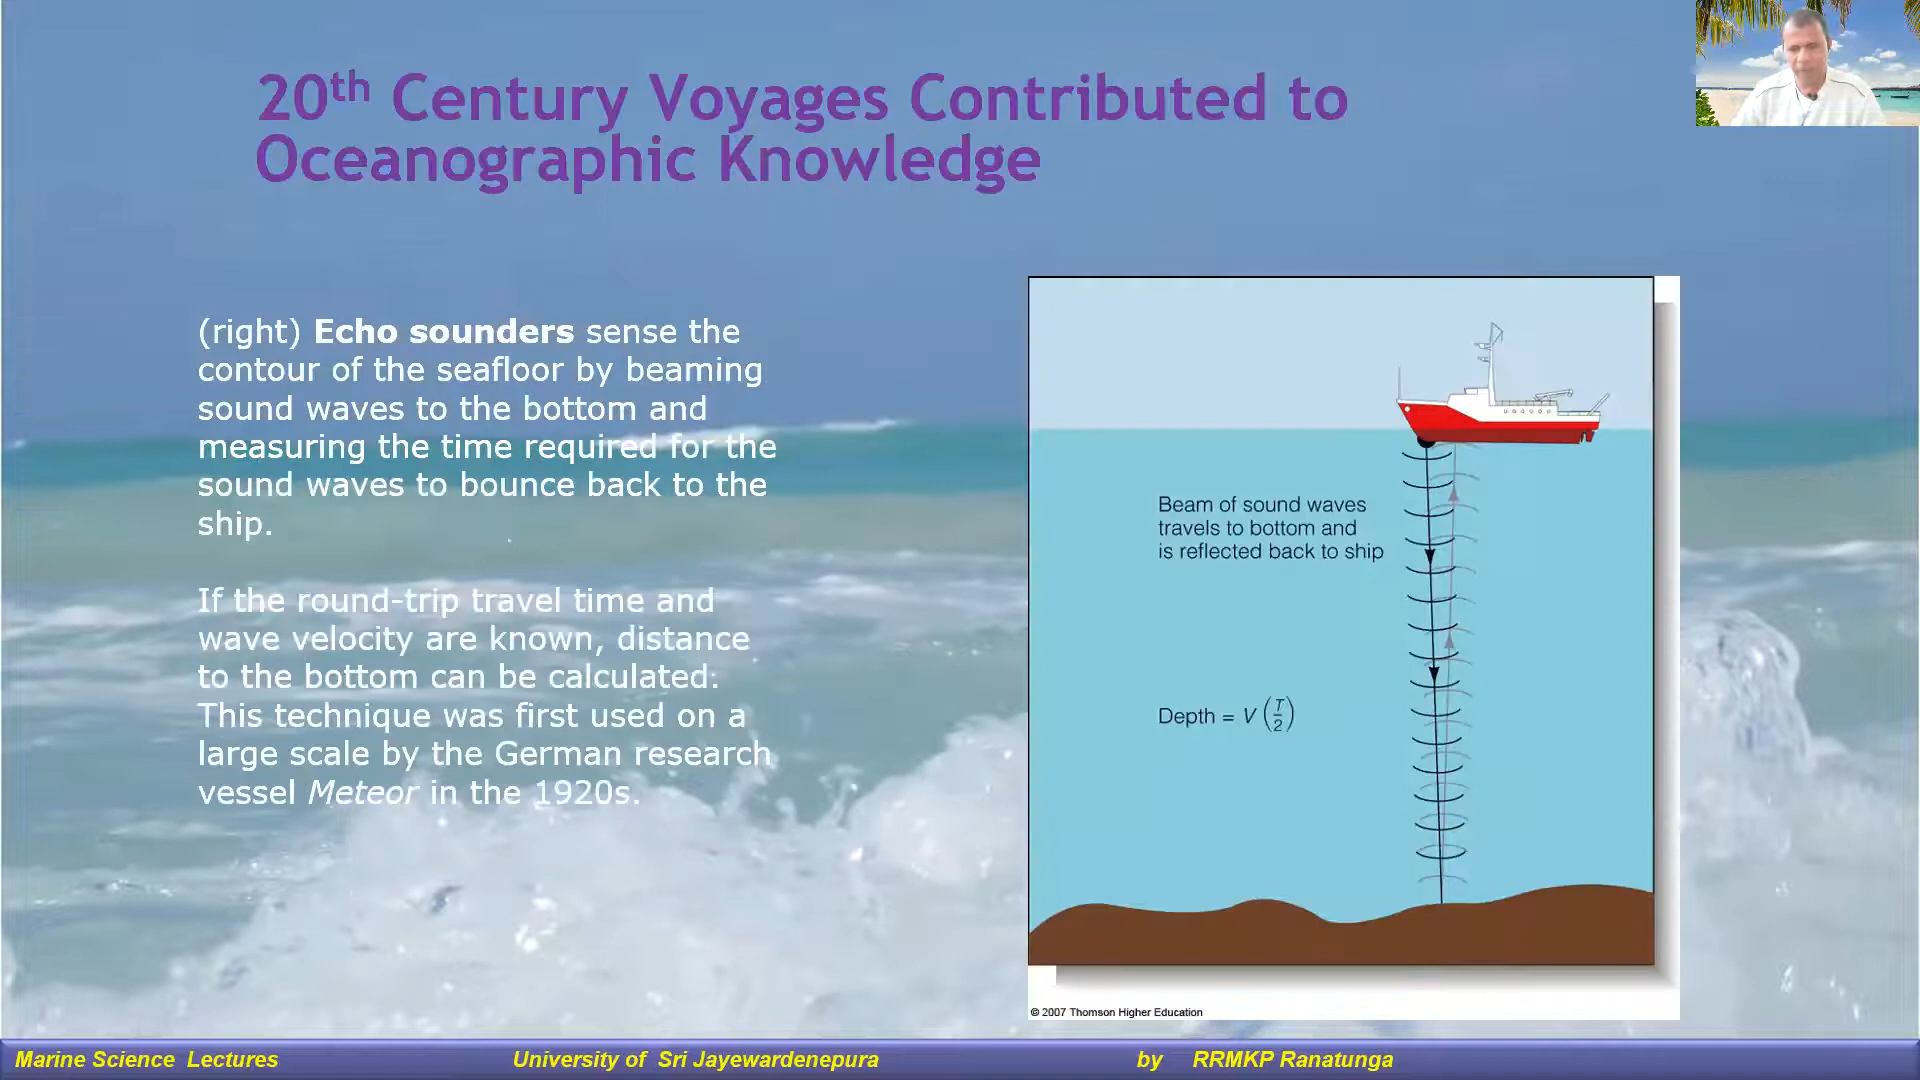 20th Century Voyages Contributed to
Oceanographic Knowledge
(right) Echo sounders sense the
contour of the seafloor by beaming
sound waves to the bottom and
measuring the time required for the
sound waves to bounce back to the
ship.
If the round-trip travel time and
wave velocity are known, distance
to the bottom can be calculated:
This technique was first used on a
large scale by the German research
vessel Meteor in the 1920s.
Beam of sound waves
travels to bottom and
is reflected back to ship
Depth = V (T/2)
© 2007 Thomson Higher Education
Marine Science Lectures University of Sri Jayewardenepura by RRMKP Ranatunga